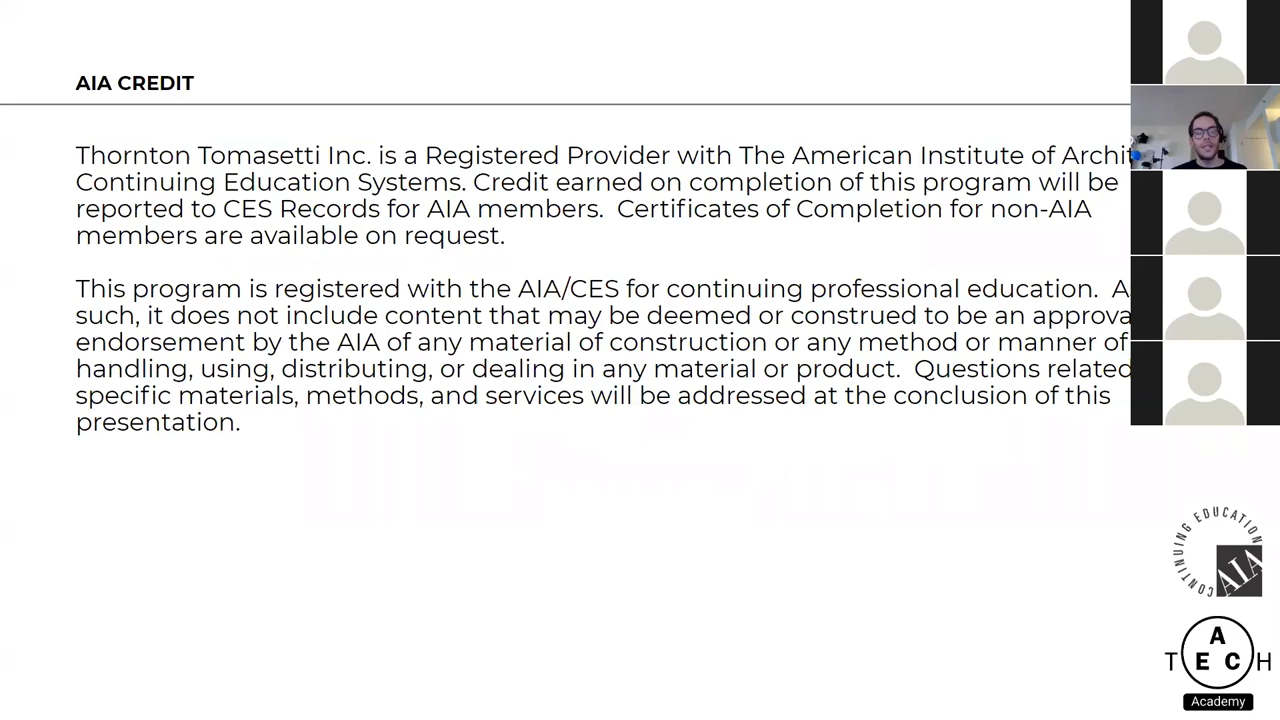 AIA CREDIT
Thornton Tomasetti Inc. is a Registered Provider with The American Institute of Archit
Continuing Education Systems. Credit earned on completion of this program will be
reported to CES Records for AIA members.  Certificates of Completion for non-AIA
members are available on request.
This program is registered with the AIA/CES for continuing professional education.  A
such, it does not include content that may be deemed or construed to be an approva
endorsement by the AIA of any material of construction or any method or manner of
handling, using, distributing, or dealing in any material or product.  Questions related
specific materials, methods, and services will be addressed at the conclusion of this
presentation.
CONTINUING EDUCATION
AIA
A
TECH
Academy